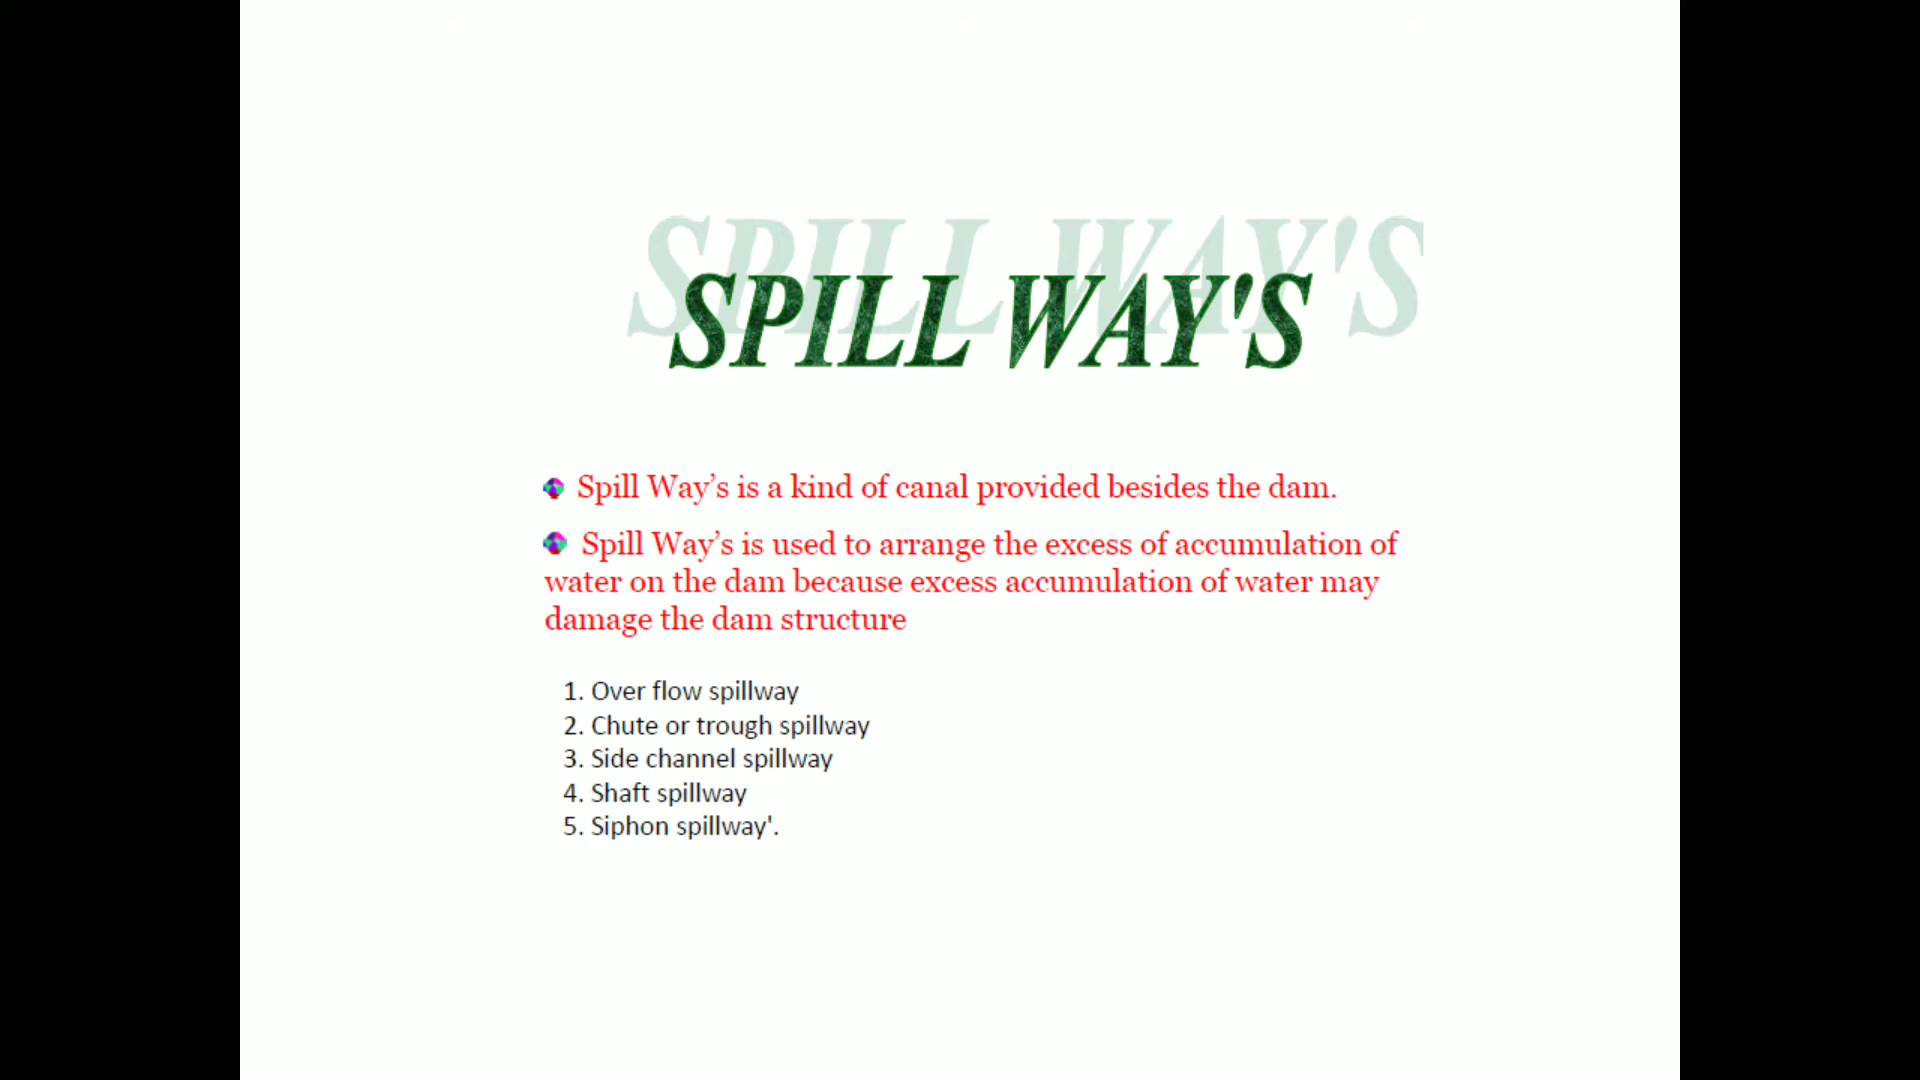 SPILL WAY'S
Spill Way’s is a kind of canal provided besides the dam.
Spill Way’s is used to arrange the excess of accumulation of
water on the dam because excess accumulation of water may
damage the dam structure
1. Over flow spillway
2. Chute or trough spillway
3. Side channel spillway
4. Shaft spillway
5. Siphon spillway'.